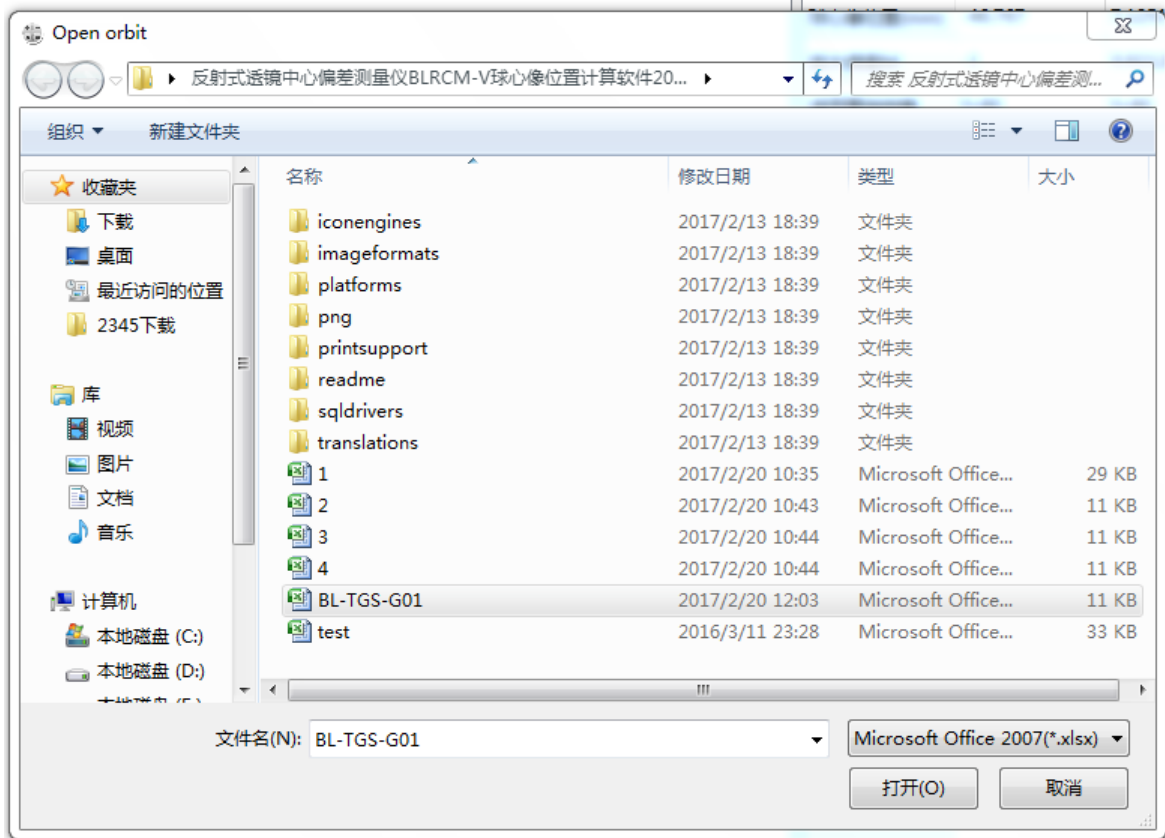 Open orbit
反射式透镜中心偏差测量仪BLRCM-V球心像位置计算软件20...
搜索 反射式透镜中心偏差测...
组织 新建文件夹
名称 修改日期 类型 大小
收藏夹
下载
桌面
最近访问的位置
2345下载
库
视频
图片
文档
音乐
计算机
本地磁盘 (C:)
本地磁盘 (D:)
iconengines 2017/2/13 18:39 文件夹
imageformats 2017/2/13 18:39 文件夹
platforms 2017/2/13 18:39 文件夹
png 2017/2/13 18:39 文件夹
printsupport 2017/2/13 18:39 文件夹
readme 2017/2/13 18:39 文件夹
sqldrivers 2017/2/13 18:39 文件夹
translations 2017/2/13 18:39 文件夹
1 2017/2/20 10:35 Microsoft Office... 29 KB
2 2017/2/20 10:43 Microsoft Office... 11 KB
3 2017/2/20 10:44 Microsoft Office... 11 KB
4 2017/2/20 10:44 Microsoft Office... 11 KB
BL-TGS-G01 2017/2/20 12:03 Microsoft Office... 11 KB
test 2016/3/11 23:28 Microsoft Office... 33 KB
文件名(N): BL-TGS-G01 Microsoft Office 2007(*.xlsx)
打开(O) 取消